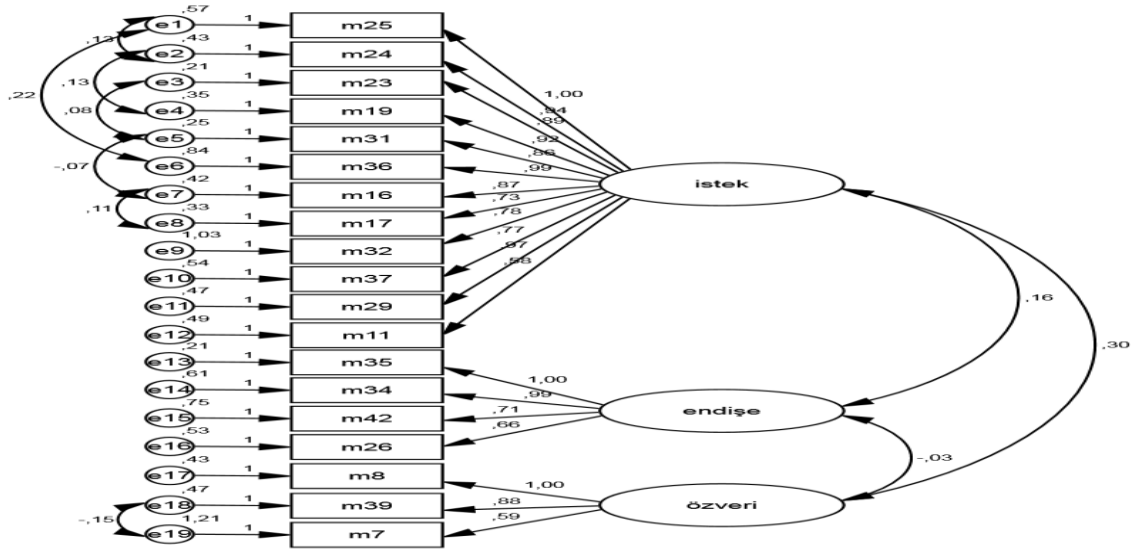 ,57
e1 1 m25
,13
,43
e2 1 m24
,21
e3 1 m23
,13
,35
e4 1 m19
,22
,08
,25
e5 1 m31
,84
e6 1 m36
-,07
,42
e7 1 m16
,11
,33
e8 1 m17
1,03
e9 1 m32
,54
e10 1 m37
,47
e11 1 m29
,49
e12 1 m11
,21
e13 1 m35
,61
e14 1 m34
,75
e15 1 m42
,53
e16 1 m26
,43
e17 1 m8
,47
e18 1 m39
-,15
1,21
e19 1 m7
1,00
,94
,89
,92
,86
,99
,87
,73
,78
,77
,97
,58
istek
,16
,30
1,00
,99
,71
,66
endişe
-,03
1,00
,88
,59
özveri